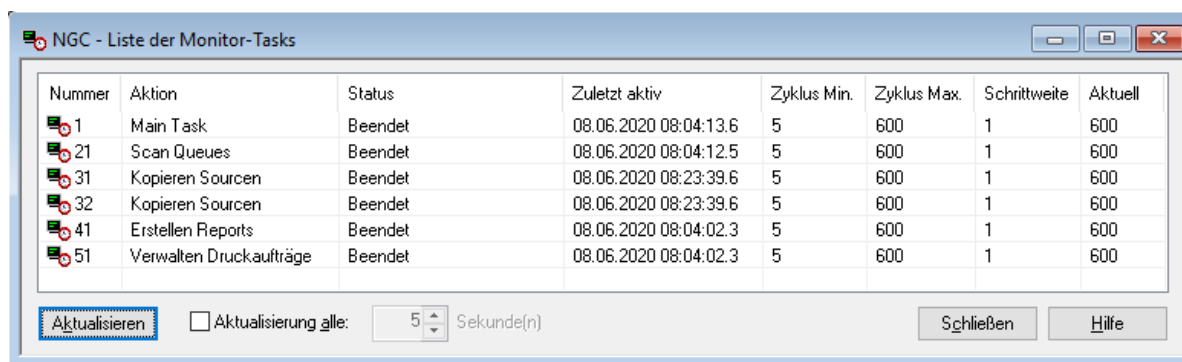 NGC - Liste der Monitor-Tasks
Nummer Aktion Status Zuletzt aktiv Zyklus Min. Zyklus Max. Schrittweite Aktuell
1 Main Task Beendet 08.06.2020 08:04:13.6 5 600 1 600
21 Scan Queues Beendet 08.06.2020 08:04:12.5 5 600 1 600
31 Kopieren Sourcen Beendet 08.06.2020 08:23:39.6 5 600 1 600
32 Kopieren Sourcen Beendet 08.06.2020 08:23:39.6 5 600 1 600
41 Erstellen Reports Beendet 08.06.2020 08:04:02.3 5 600 1 600
51 Verwalten Druckaufträge Beendet 08.06.2020 08:04:02.3 5 600 1 600
Aktualisieren Aktualisierung alle: 5 Sekunde(n) Schließen Hilfe